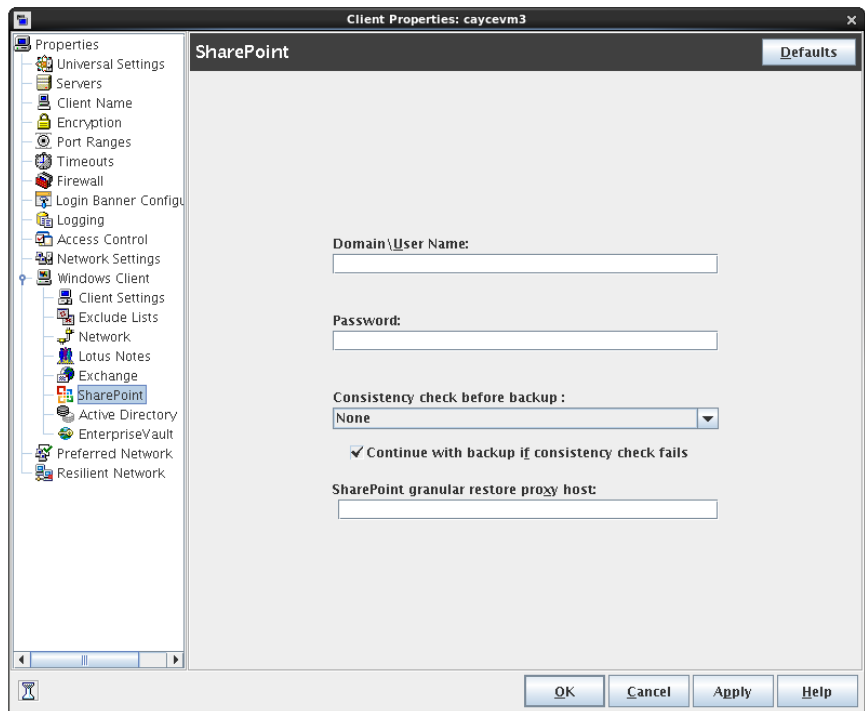 Client Properties: caycevm3
Properties
Universal Settings
Servers
Client Name
Encryption
Port Ranges
Timeouts
Firewall
Login Banner Configu
Logging
Access Control
Network Settings
Windows Client
Client Settings
Exclude Lists
Network
Lotus Notes
Exchange
SharePoint
Active Directory
EnterpriseVault
Preferred Network
Resilient Network
SharePoint
Defaults
Domain\User Name:
Password:
Consistency check before backup :
None
Continue with backup if consistency check fails
SharePoint granular restore proxy host:
OK
Cancel
Apply
Help